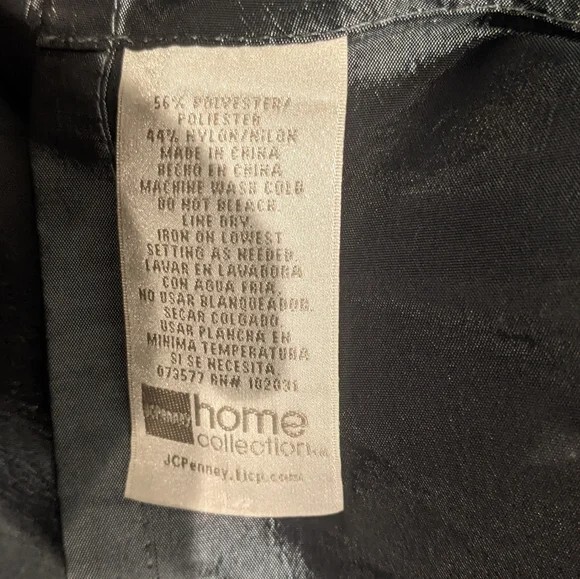 56% POLYESTER/
POLIESTER
44% NYLON/NILON
MADE IN CHINA
HECHO EN CHINA
MACHINE WASH COLD
DO NOT BLEACH.
LINE DRY.
IRON ON LOWEST
SETTING AS NEEDED.
LAVAR EN LAVADORA
CON AGUA FRIA.
NO USAR BLANQUEADOR.
SECAR COLGADO.
USAR PLANCHA EN
MINIMA TEMPERATURA
SI SE NECESITA.
073577 RN# 102031
JCPenney home
collection
JCPenney.